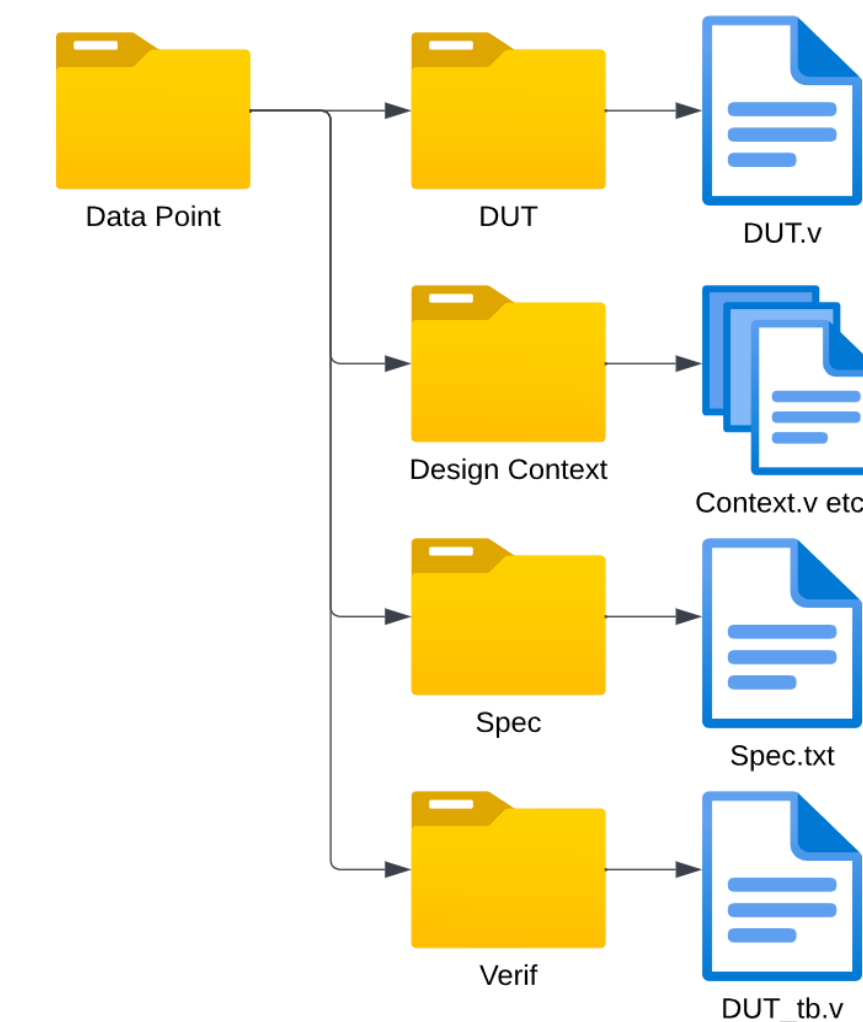 Data Point
DUT
DUT.v
Design Context
Context.v etc
Spec
Spec.txt
Verif
DUT_tb.v